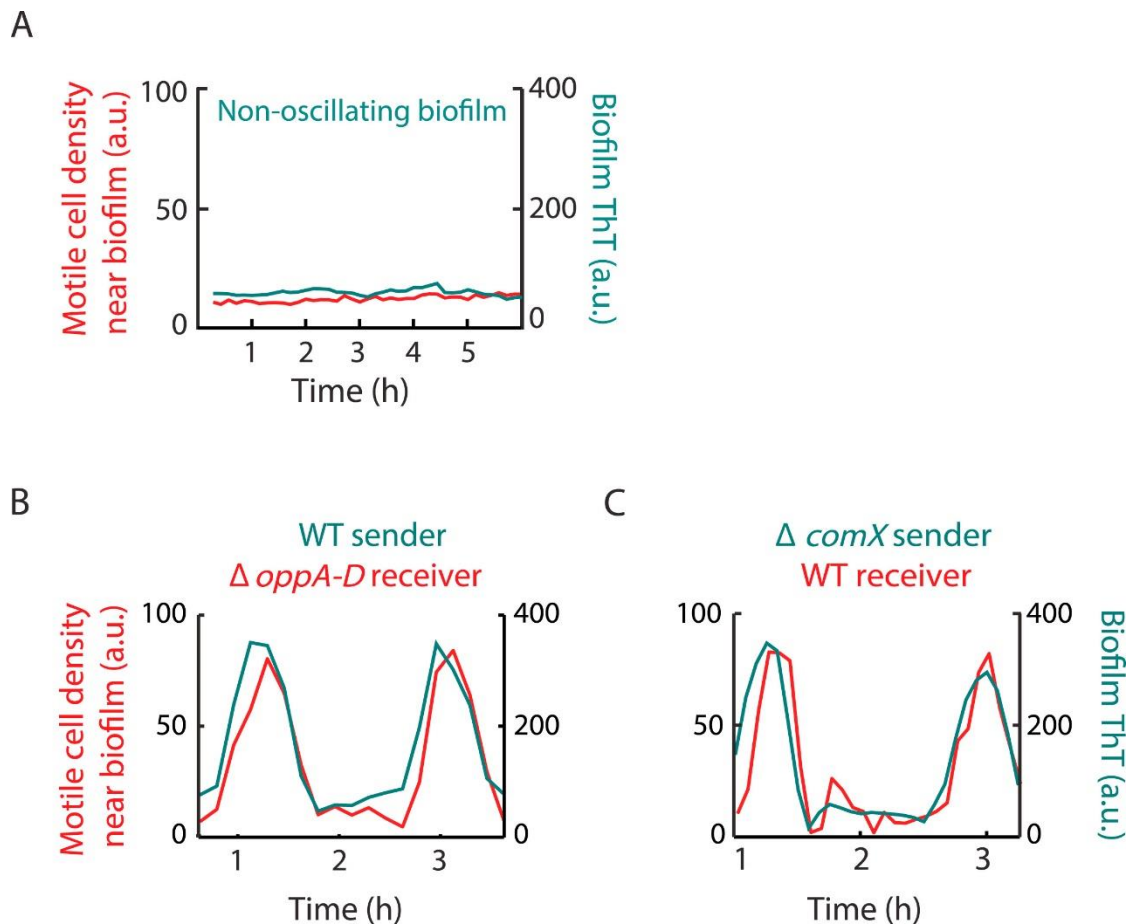 A
Motile cell density
near biofilm (a.u.)
100
50
0
Non-oscillating biofilm
400
200
0
Biofilm
ThT (a.u.)
1 2 3 4 5
Time (h)
B
WT sender
Δ oppA-D receiver
Motile cell density
near biofilm (a.u.)
100
50
0
400
200
0
1 2 3
Time (h)
C
Δ comX sender
WT receiver
100
50
0
400
200
0
Biofilm ThT (a.u.)
1 2 3
Time (h)